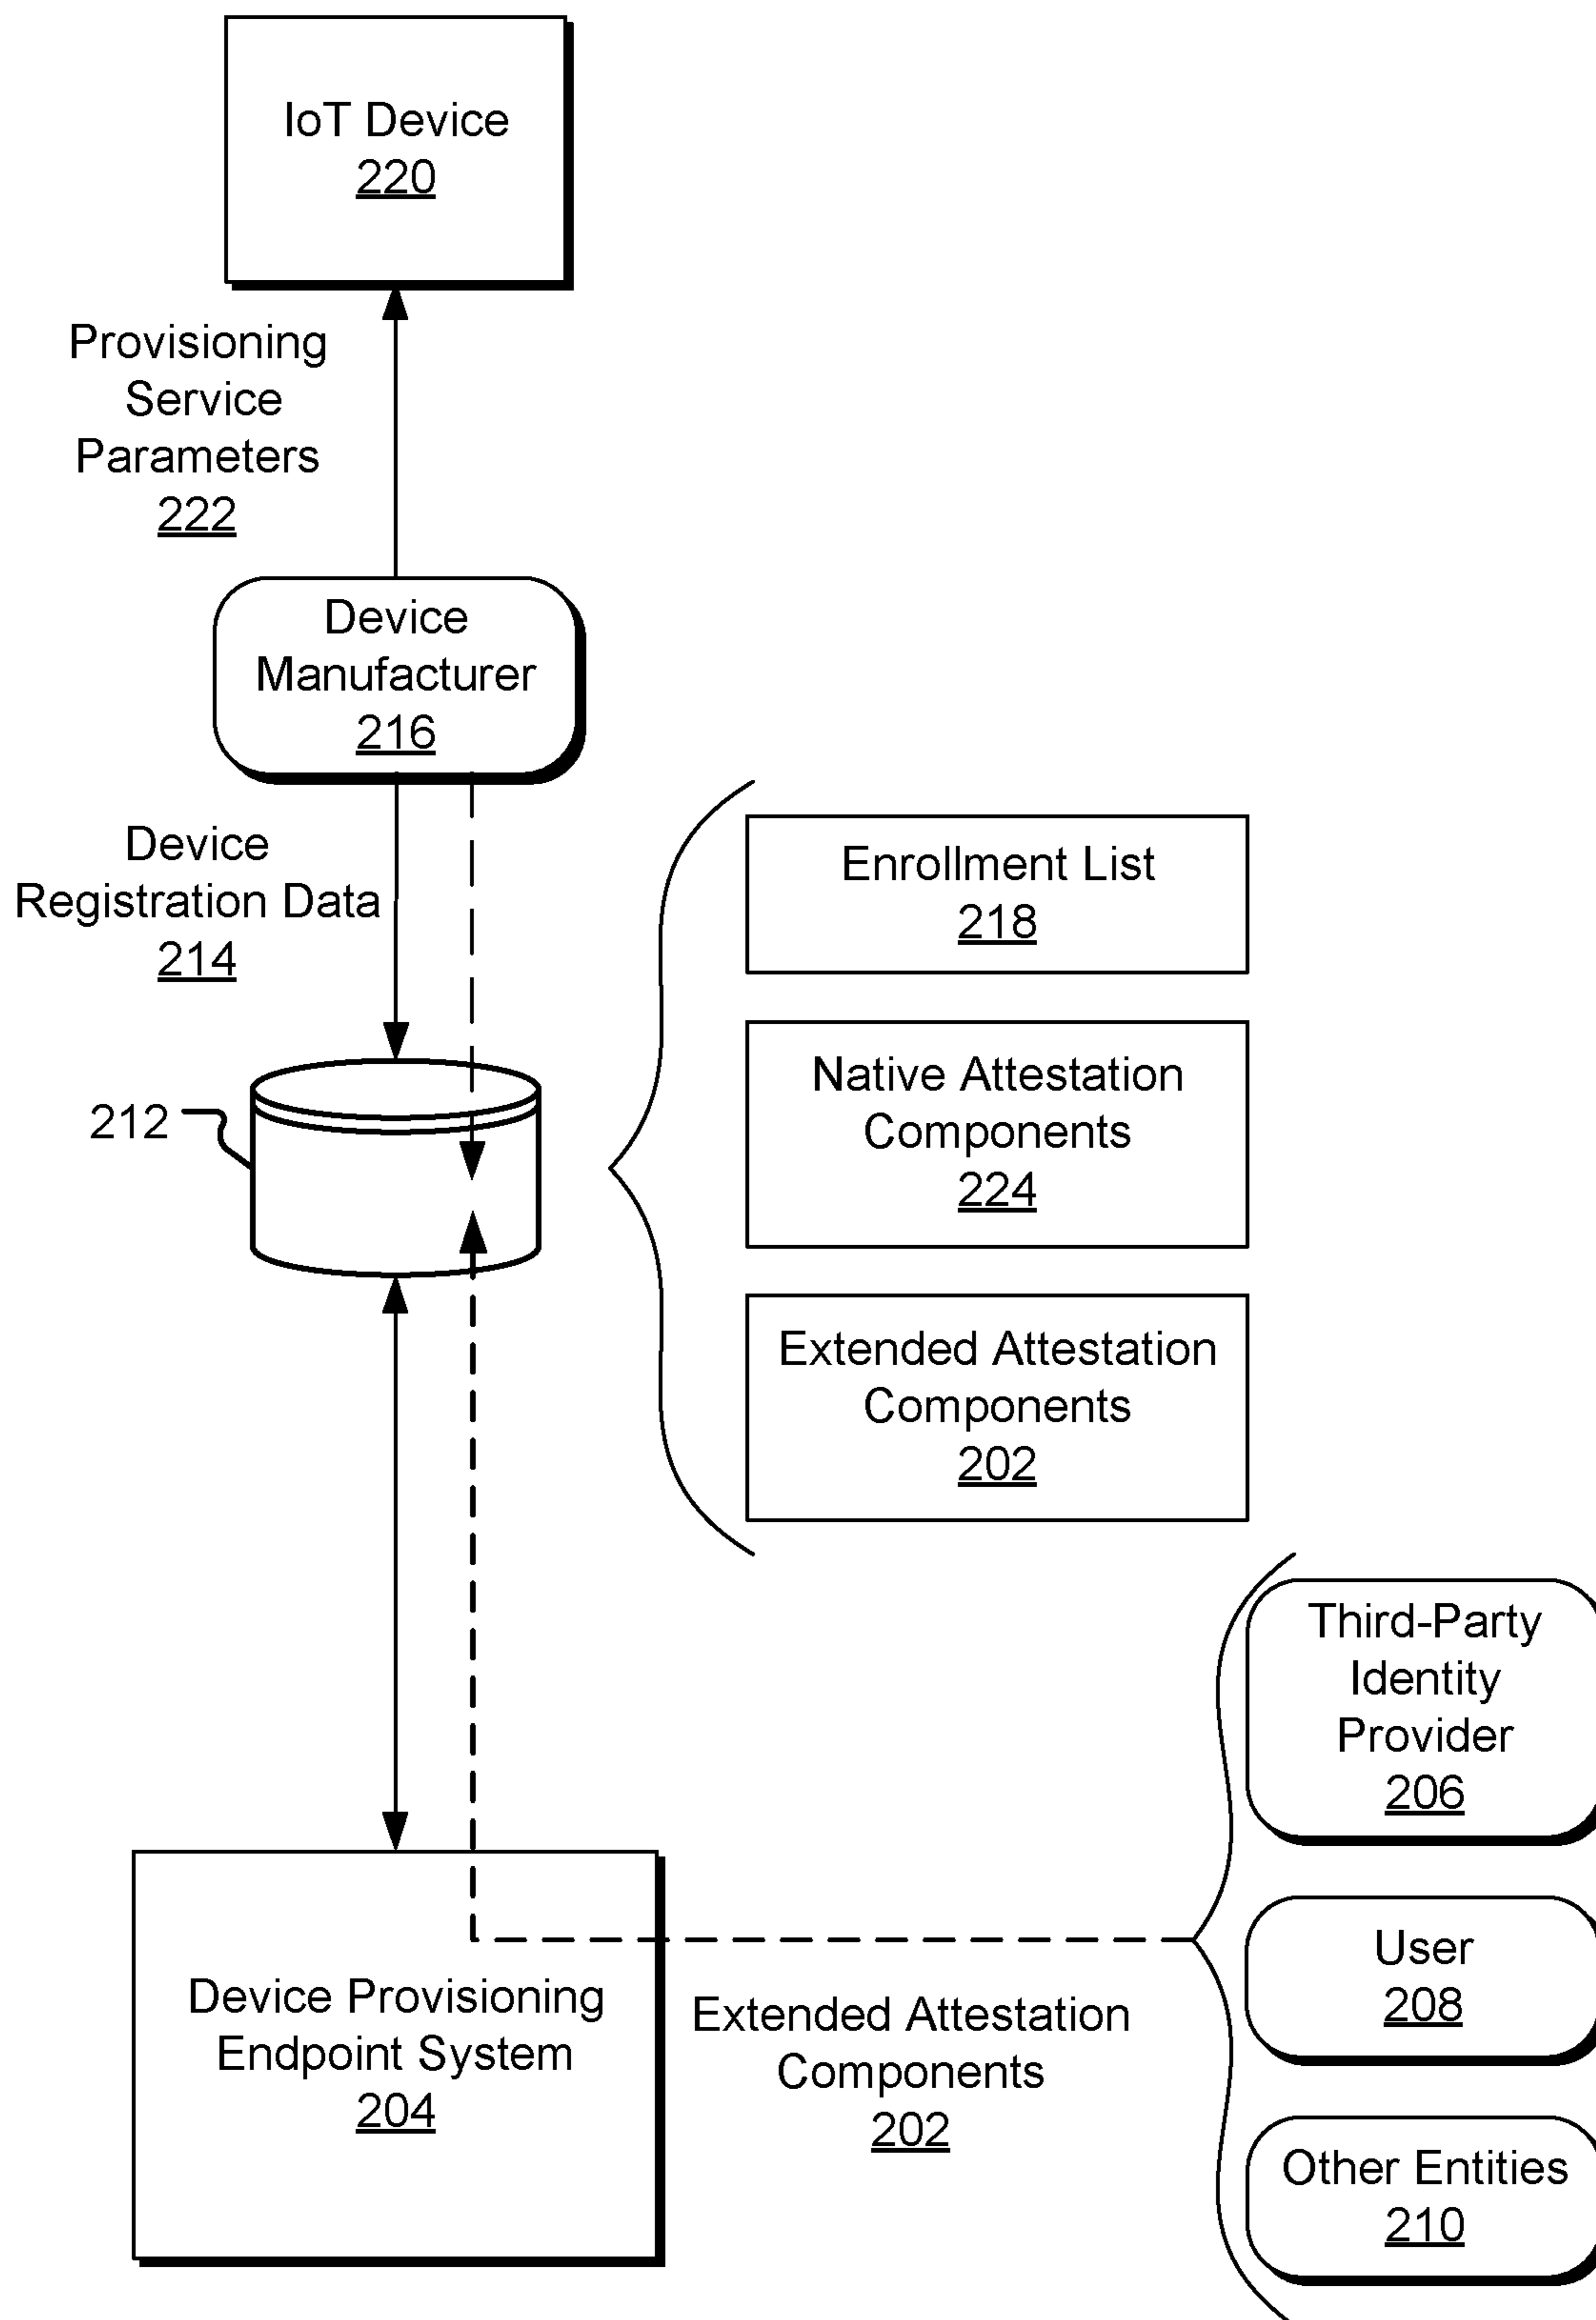 IoT Device
220
Provisioning
Service
Parameters
222
Device
Manufacturer
216
Device
Registration Data
214
212
Enrollment List
218
Native Attestation
Components
224
Extended Attestation
Components
202
Third-Party
Identity
Provider
206
User
208
Other Entities
210
Device Provisioning
Endpoint System
204
Extended Attestation
Components
202